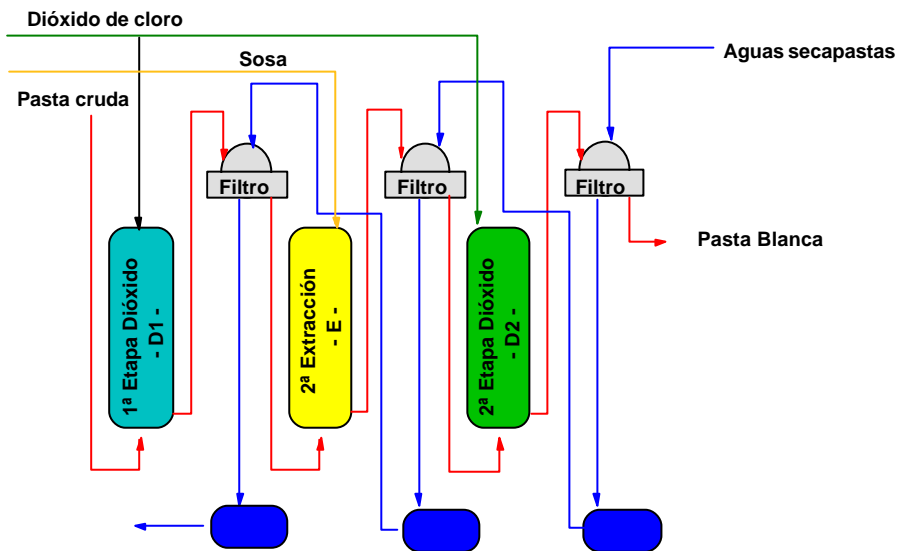 Dióxido de cloro
Sosa
Aguas secapastas
Pasta cruda
Filtro
Filtro
Filtro
Pasta Blanca
1ª Etapa Dióxido
- D1 -
2ª Extracción
- E -
2ª Etapa Dióxido
- D2 -